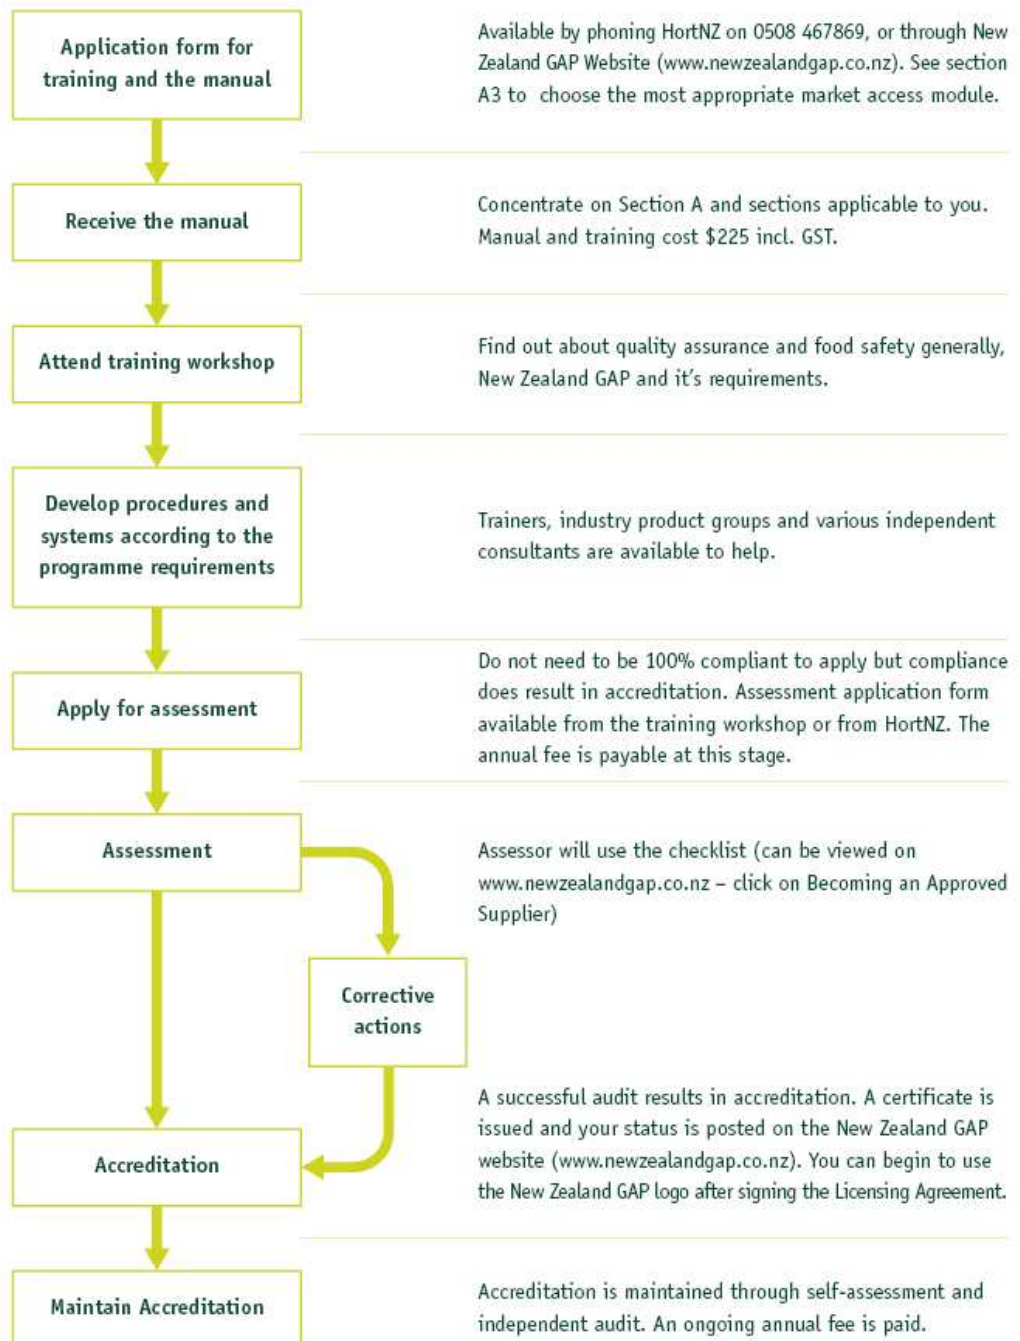 Application form for
training and the manual
Available by phoning HortNZ on 0508 467869, or through New
Zealand GAP Website (www.newzealandgap.co.nz). See section
A3 to choose the most appropriate market access module.
Receive the manual
Concentrate on Section A and sections applicable to you.
Manual and training cost $225 incl. GST.
Attend training workshop
Find out about quality assurance and food safety generally,
New Zealand GAP and it's requirements.
Develop procedures and
systems according to the
programme requirements
Trainers, industry product groups and various independent
consultants are available to help.
Apply for assessment
Do not need to be 100% compliant to apply but compliance
does result in accreditation. Assessment application form
available from the training workshop or from HortNZ. The
annual fee is payable at this stage.
Assessment
Assessor will use the checklist (can be viewed on
www.newzealandgap.co.nz – click on Becoming an Approved
Supplier)
Corrective
actions
Accreditation
A successful audit results in accreditation. A certificate is
issued and your status is posted on the New Zealand GAP
website (www.newzealandgap.co.nz). You can begin to use
the New Zealand GAP logo after signing the Licensing Agreement.
Maintain Accreditation
Accreditation is maintained through self-assessment and
independent audit. An ongoing annual fee is paid.